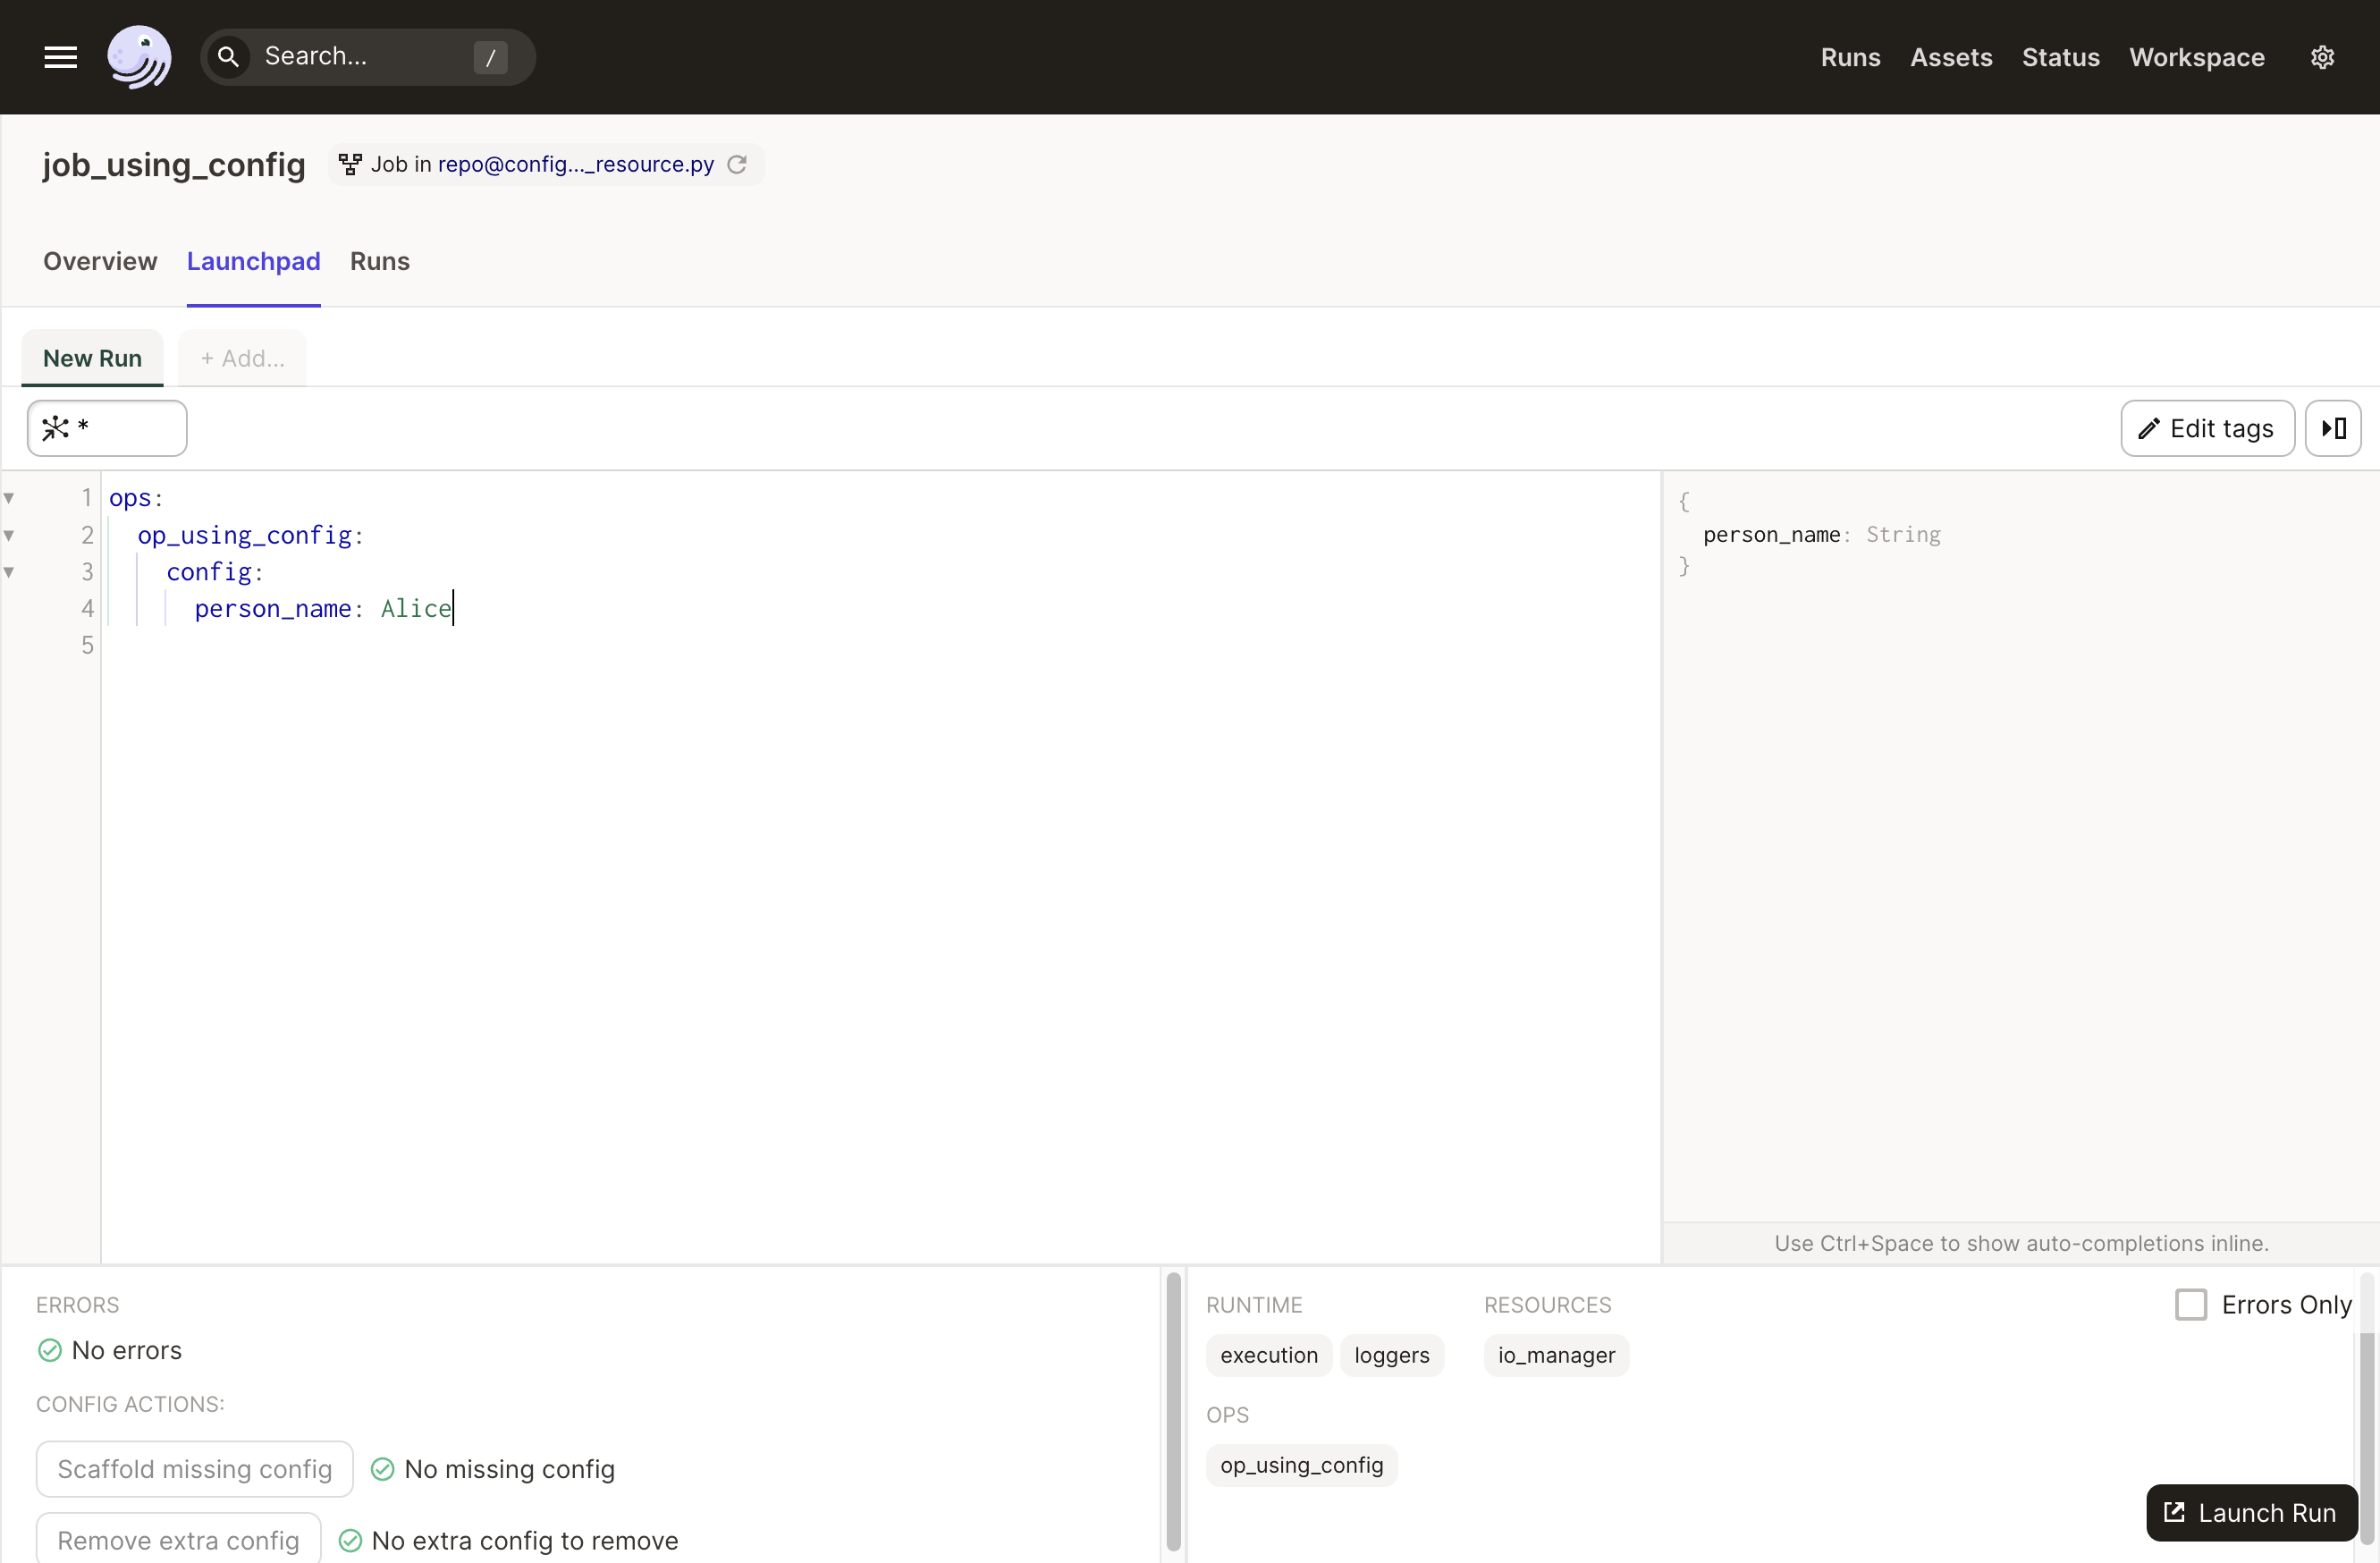 Search... /
Runs Assets Status Workspace
job_using_config Job in repo@config..._resource.py
Overview Launchpad Runs
New Run + Add...
* Edit tags
1 ops:
2 op_using_config:
3 config:
4 person_name: Alice
5
{
person_name: String
}
Use Ctrl+Space to show auto-completions inline.
ERRORS
No errors
CONFIG ACTIONS:
Scaffold missing config No missing config
Remove extra config No extra config to remove
RUNTIME RESOURCES Errors Only
execution loggers io_manager
OPS
op_using_config
Launch Run